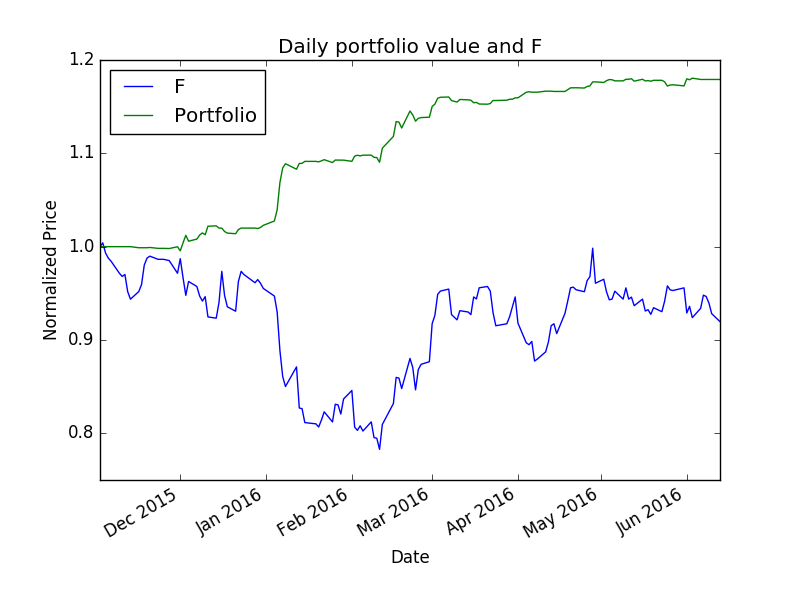 Daily portfolio value and F
F
Portfolio
Normalized Price
1.2
1.1
1.0
0.9
0.8
Dec 2015
Jan 2016
Feb 2016
Mar 2016
Apr 2016
May 2016
Jun 2016
Date